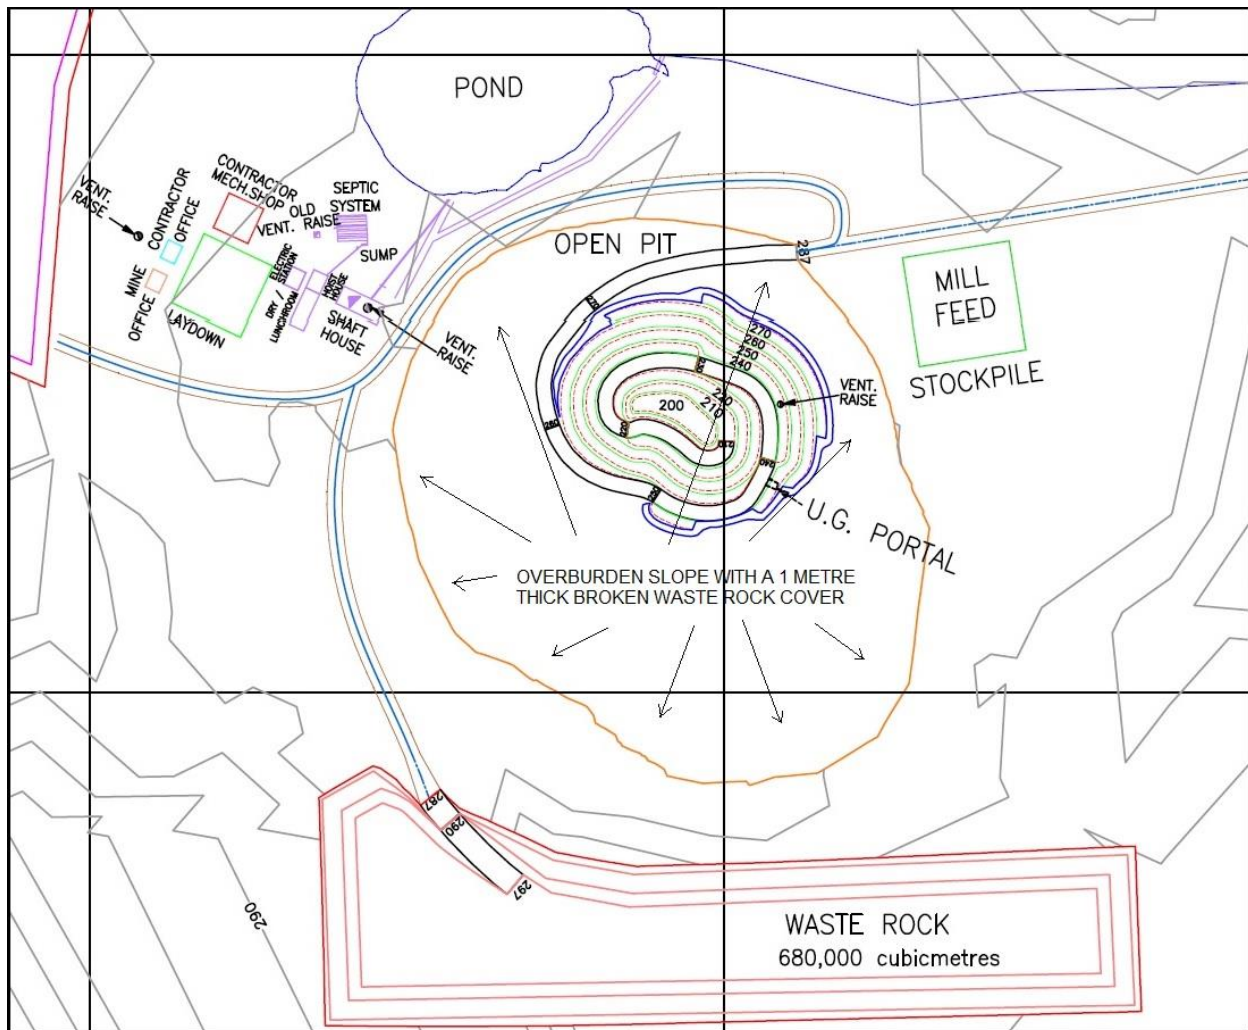 POND
CONTRACTOR
MECH.SHOP
SEPTIC
SYSTEM
OLD
VENT. RAISE
VENT.
RAISE
CONTRACTOR
OFFICE
SUMP
ELECTRIC
STATION
HOIST
HOUSE
MINE
OFFICE
DRY /
LUNCHROOM
SHAFT
HOUSE
LAYDOWN
VENT.
RAISE
OPEN PIT
287
MILL
FEED
STOCKPILE
270
260
250
240
220
210
200
VENT.
RAISE
220
240
U.G. PORTAL
OVERBURDEN SLOPE WITH A 1 METRE
THICK BROKEN WASTE ROCK COVER
287
290
297
290
WASTE ROCK
680,000 cubicmetres